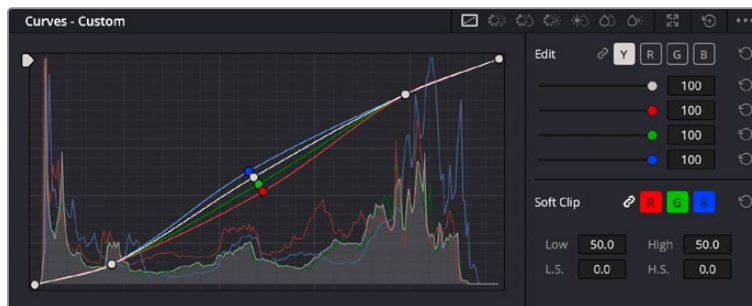 Curves - Custom
Edit Y R G B
100
100
100
100
Soft Clip R G B
Low 50.0 High 50.0
L.S. 0.0 H.S. 0.0